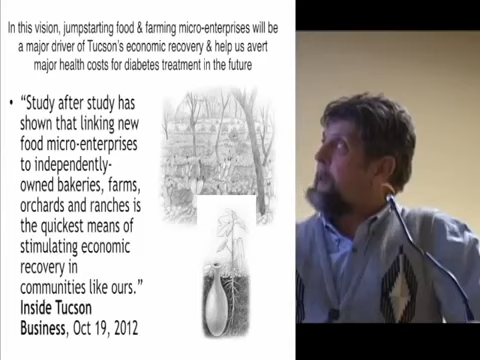 In this vision, jumpstarting food & farming micro-enterprises will be
a major driver of Tucson's economic recovery & help us avert
major health costs for diabetes treatment in the future
• "Study after study has
shown that linking new
food micro-enterprises
to independently-
owned bakeries, farms,
orchards and ranches is
the quickest means of
stimulating economic
recovery in
communities like ours."
Inside Tucson
Business, Oct 19, 2012